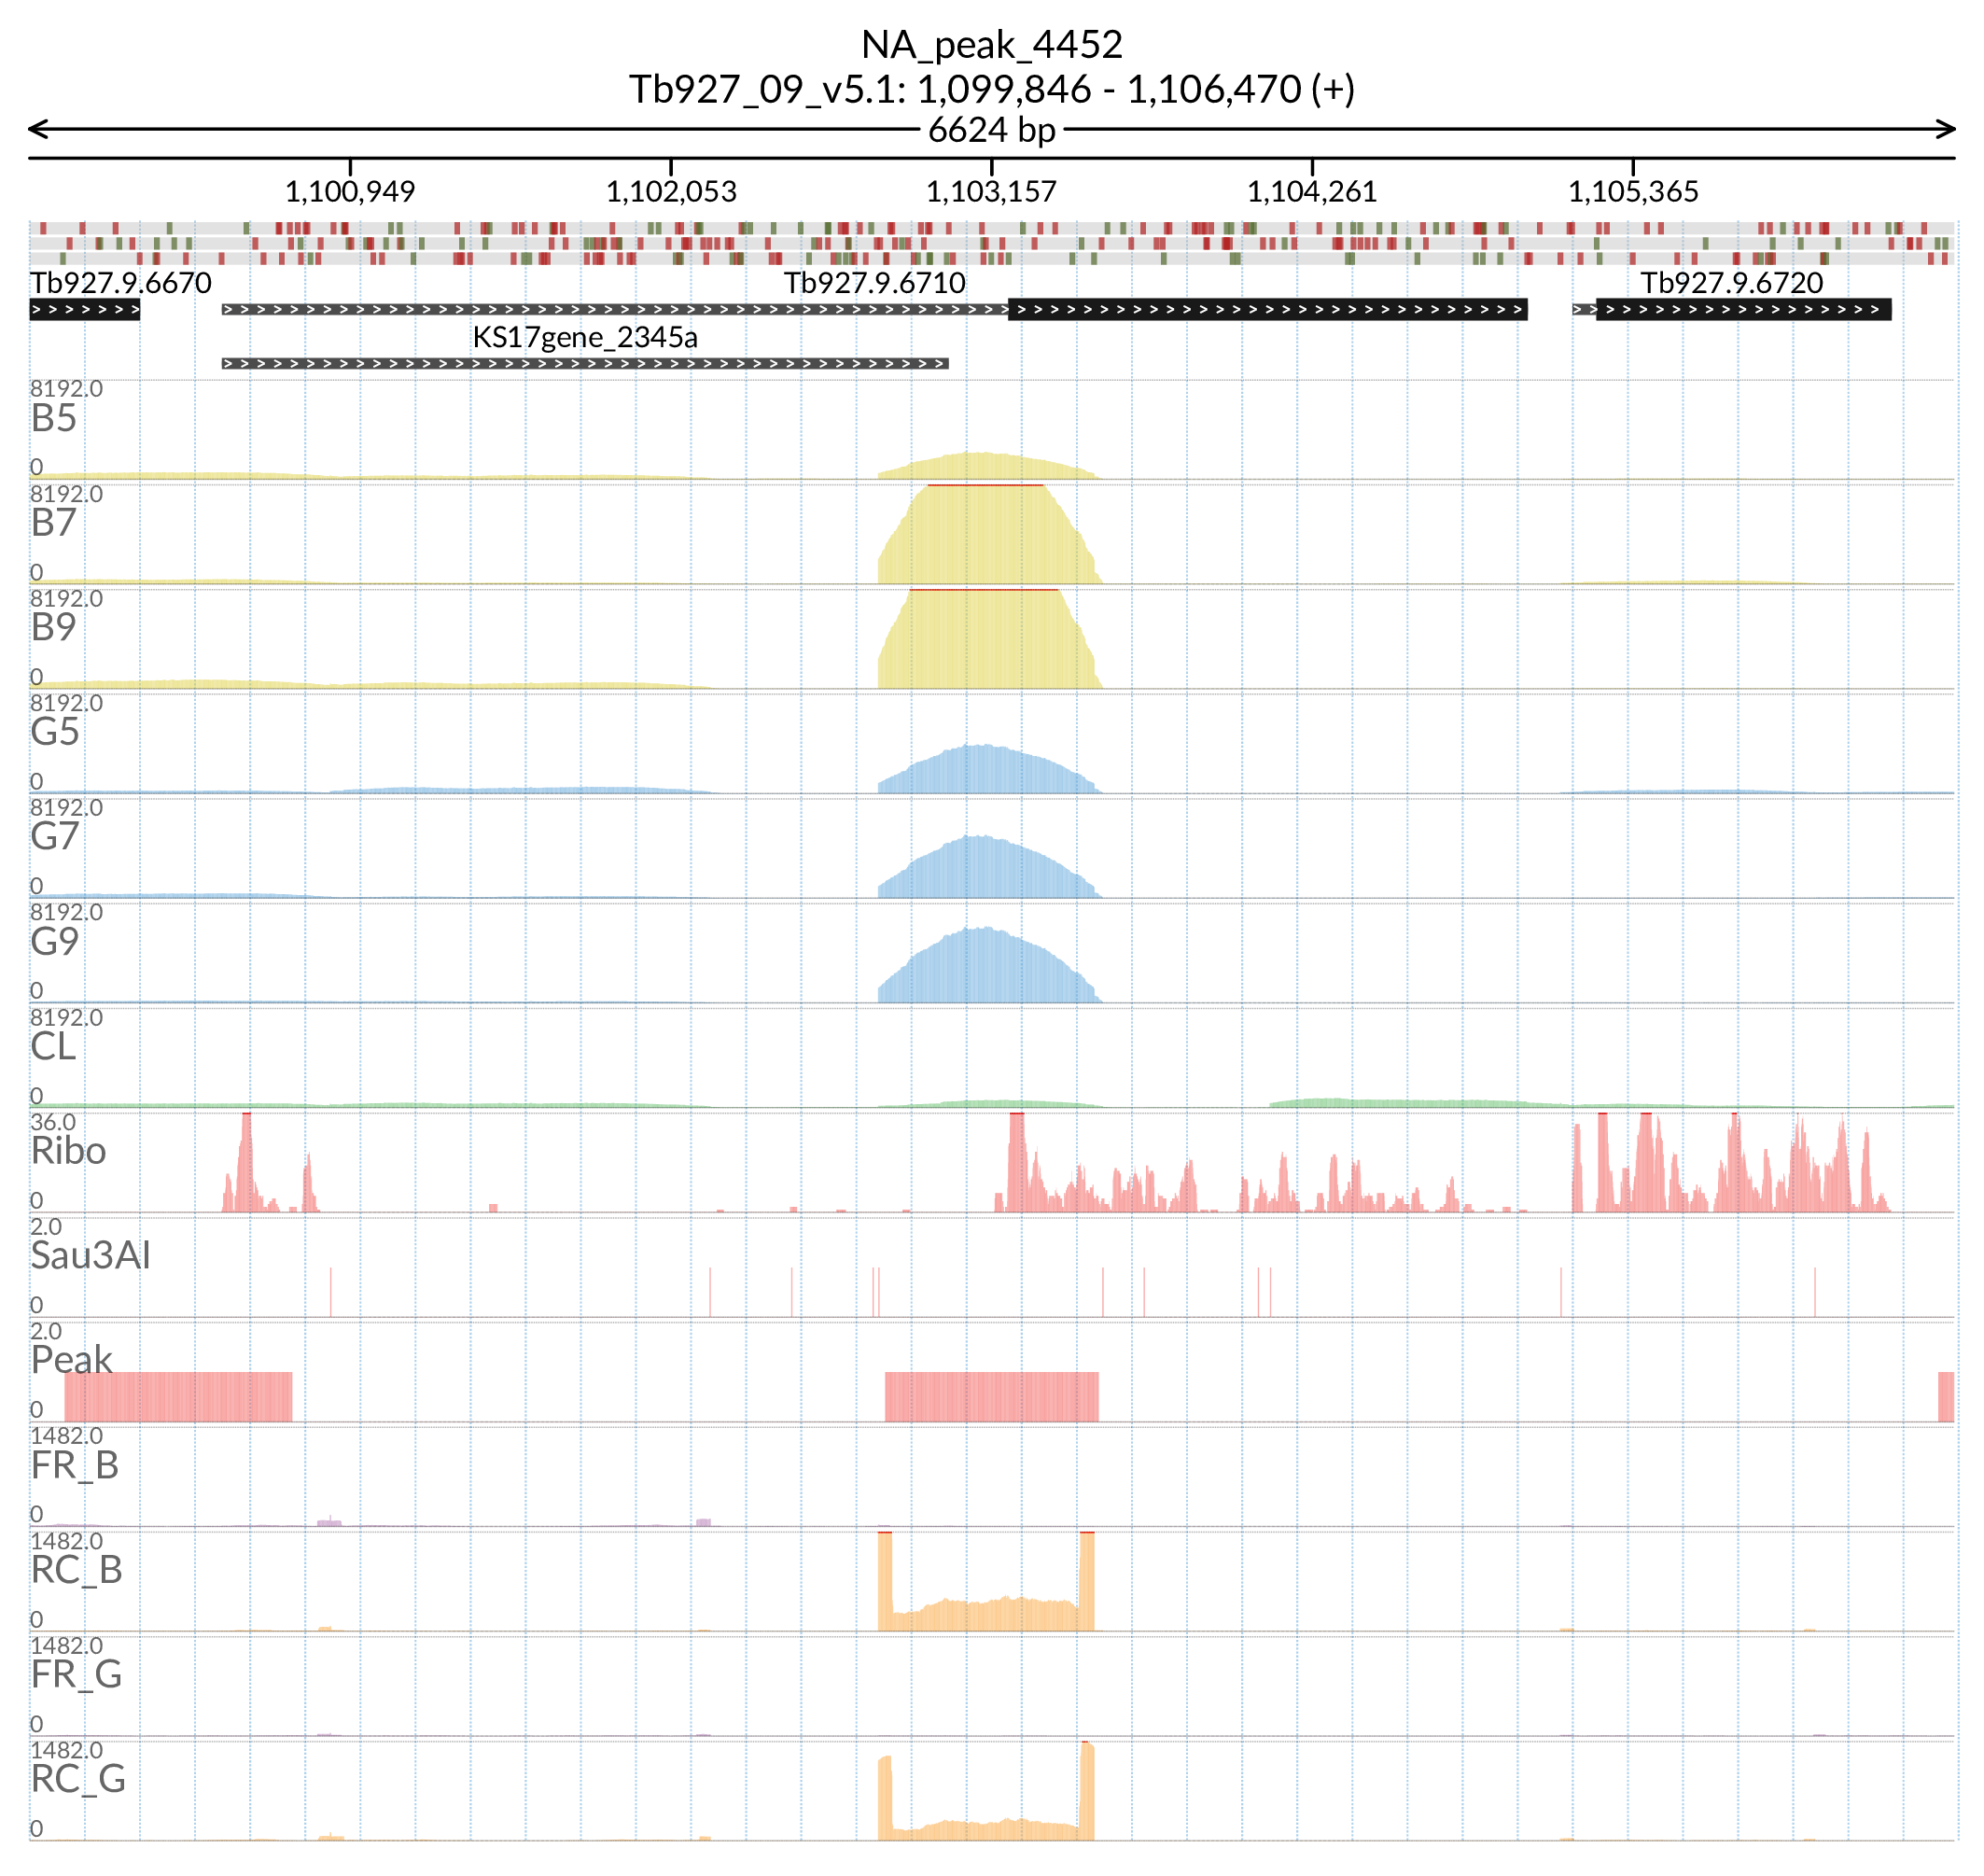 NA_peak_4452
Tb927_09_v5.1: 1,099,846 - 1,106,470 (+)
6624 bp
1,100,949 1,102,053 1,103,157 1,104,261 1,105,365
Tb927.9.6670 Tb927.9.6710 Tb927.9.6720
KS17gene_2345a
8192.0
B5
0
8192.0
B7
0
8192.0
B9
0
8192.0
G5
0
8192.0
G7
0
8192.0
G9
0
8192.0
CL
0
36.0
Ribo
0
2.0
Sau3AI
0
2.0
Peak
0
1482.0
FR_B
0
1482.0
RC_B
0
1482.0
FR_G
0
1482.0
RC_G
0